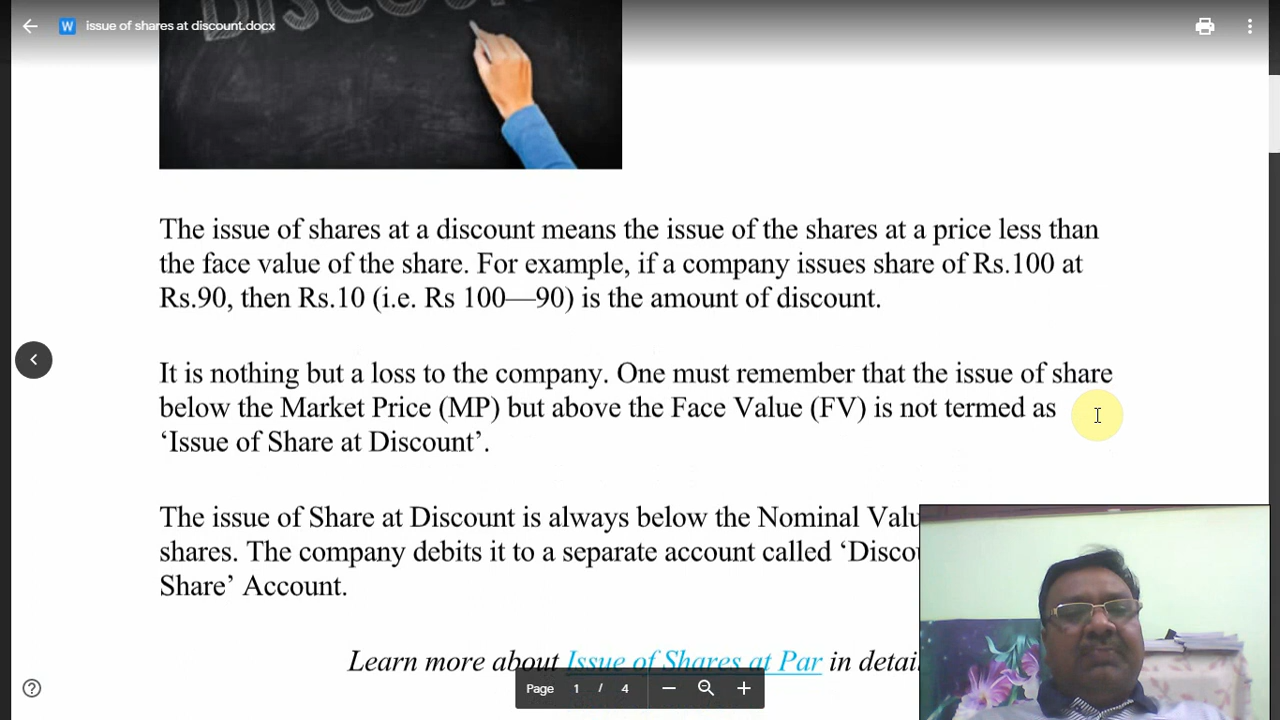 DISCOU
W issue of shares at discount.docx
The issue of shares at a discount means the issue of the shares at a price less than
the face value of the share. For example, if a company issues share of Rs.100 at
Rs.90, then Rs.10 (i.e. Rs 100—90) is the amount of discount.
It is nothing but a loss to the company. One must remember that the issue of share
below the Market Price (MP) but above the Face Value (FV) is not termed as
‘Issue of Share at Discount’.
The issue of Share at Discount is always below the Nominal Valu
shares. The company debits it to a separate account called ‘Discou
Share’ Account.
Learn more about Issue of Shares at Par in detai
Page 1 / 4